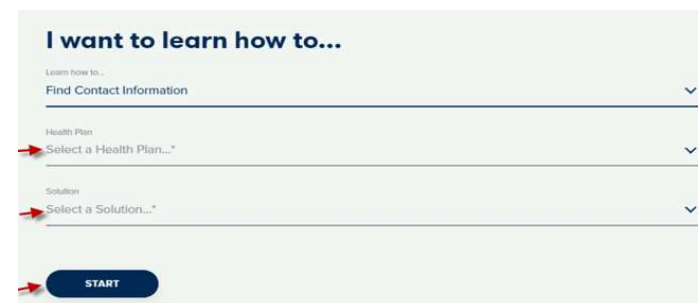 I want to learn how to...
Learn how to...
Find Contact Information
Health Plan
Select a Health Plan...*
Solution
Select a Solution...*
START